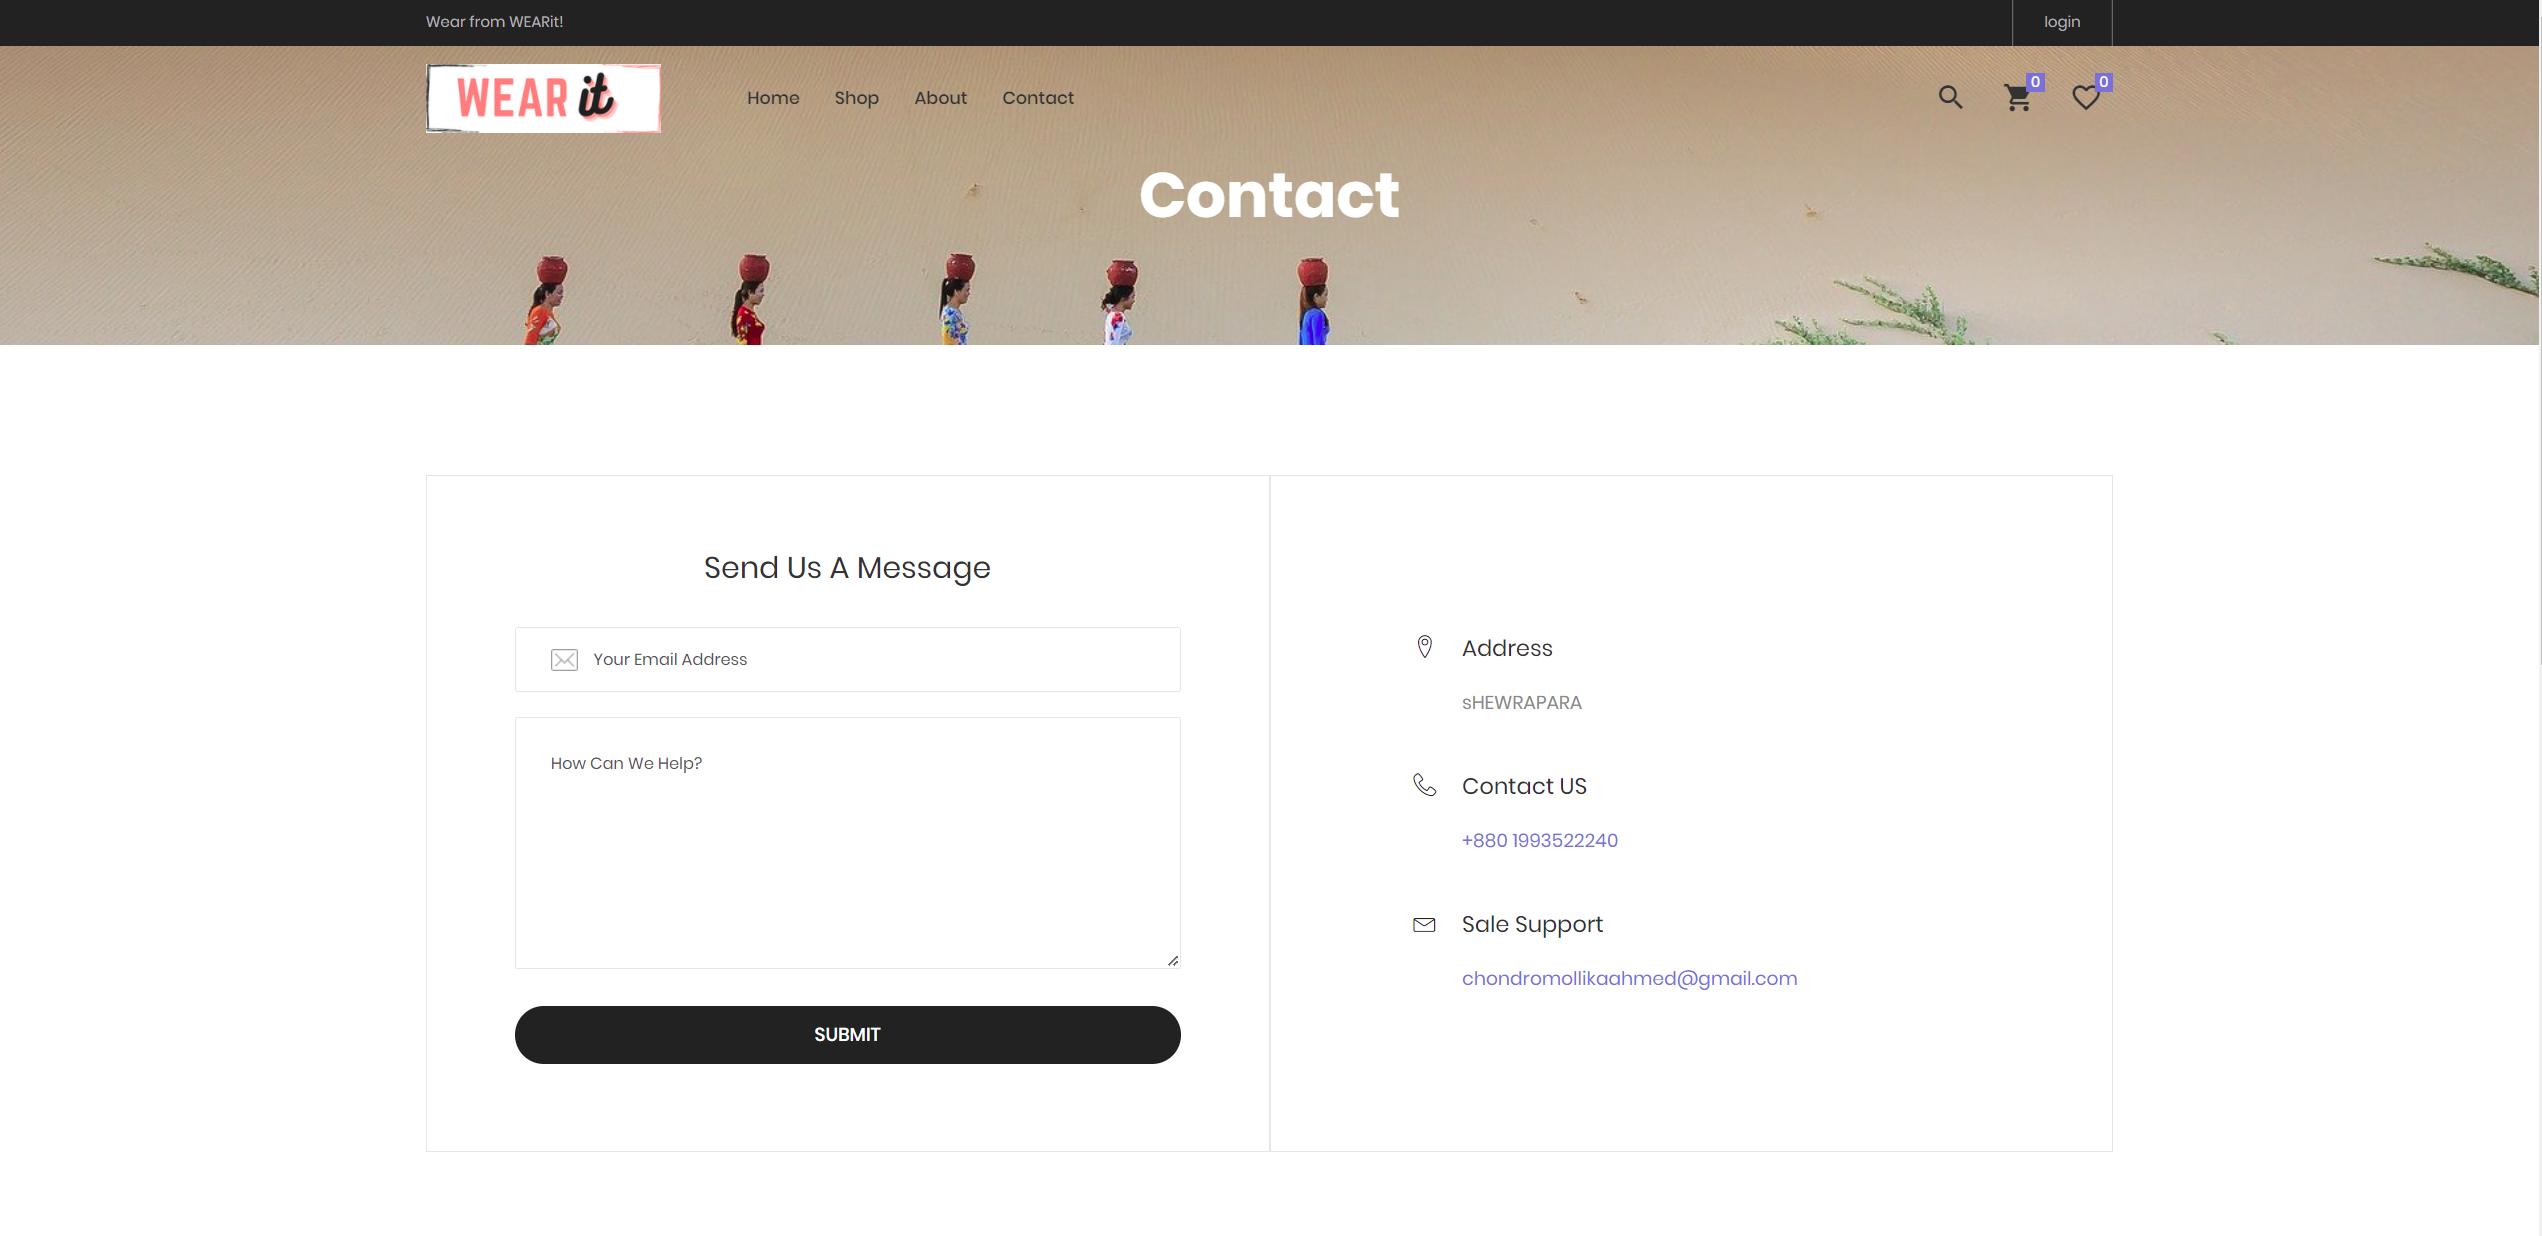 Wear from WEARit!
login
WEAR it
Home
Shop
About
Contact
0
0
Contact
Send Us A Message
Your Email Address
How Can We Help?
SUBMIT
Address
sHEWRAPARA
Contact US
+880 1993522240
Sale Support
chondromollikaahmed@gmail.com